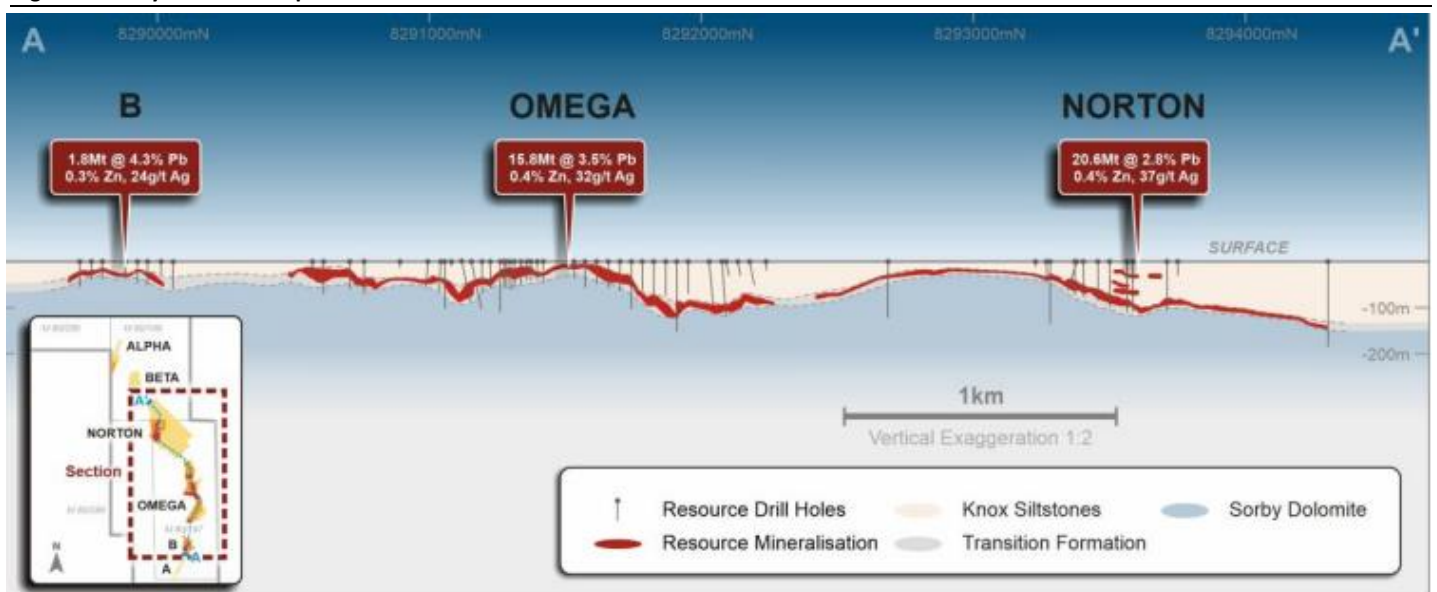 A
8290000mN
8291000mN
8292000mN
8293000mN
8294000mN
A'
B
OMEGA
NORTON
1.8Mt @ 4.3% Pb
0.3% Zn, 24g/t Ag
15.8Mt @ 3.5% Pb
0.4% Zn, 32g/t Ag
20.6Mt @ 2.8% Pb
0.4% Zn, 37g/t Ag
SURFACE
-100m
-200m
1km
Vertical Exaggeration 1:2
ALPHA
BETA
A'
NORTON
Section
OMEGA
B
A
A
N
Resource Drill Holes
Knox Siltstones
Sorby Dolomite
Resource Mineralisation
Transition Formation